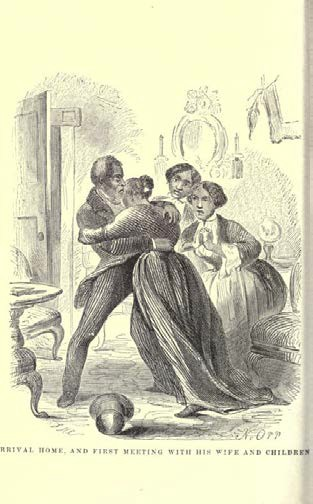 N. Orr
RRIVAL HOME, AND FIRST MEETING WITH HIS WIFE AND CHILDREN